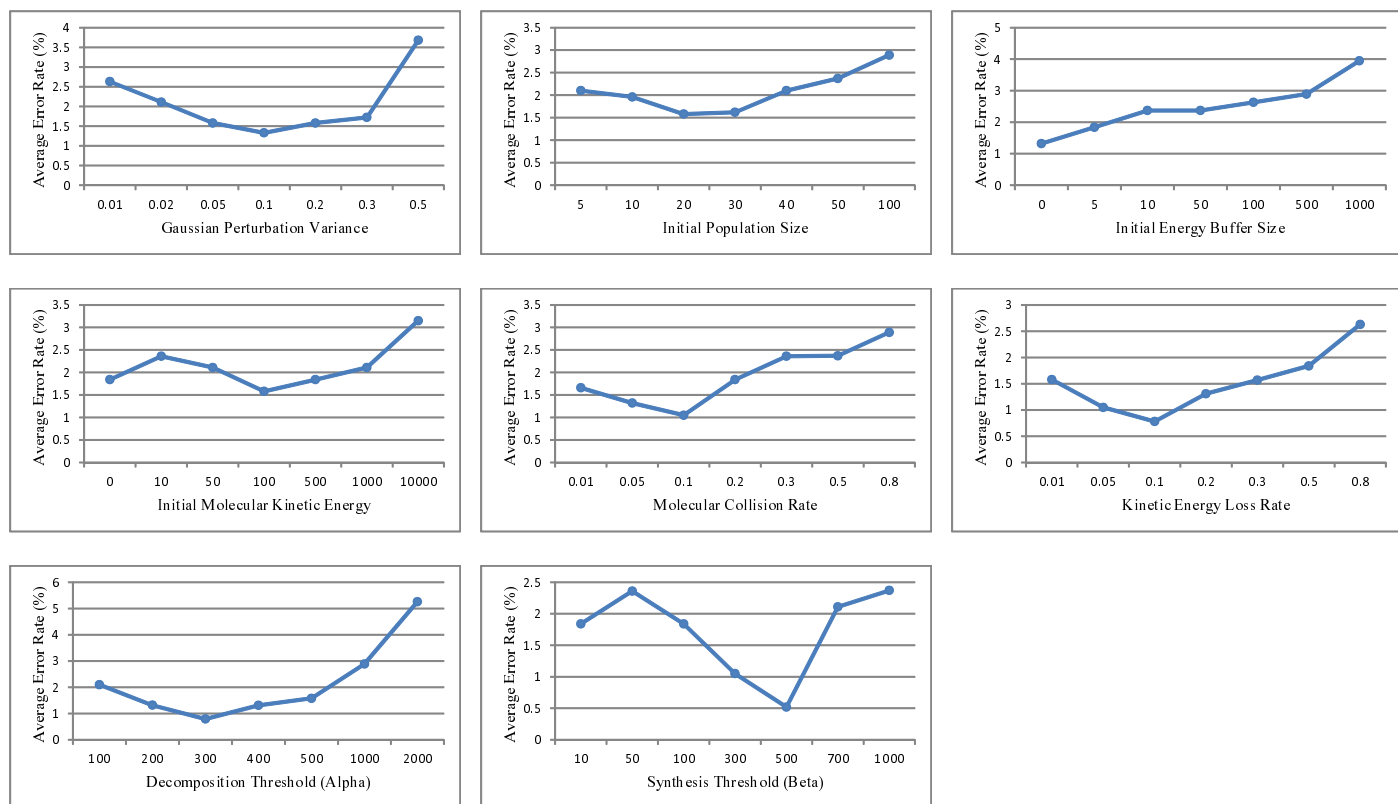 Average Error Rate (%)
4
3.5
3
2.5
2
1.5
1
0.5
0
0.01 0.02 0.05 0.1 0.2 0.3 0.5
Gaussian Perturbation Variance
Average Error Rate (%)
3.5
3
2.5
2
1.5
1
0.5
0
5 10 20 30 40 50 100
Initial Population Size
Average Error Rate (%)
5
4
3
2
1
0
0 5 10 50 100 500 1000
Initial Energy Buffer Size
Average Error Rate (%)
3.5
3
2.5
2
1.5
1
0.5
0
0 10 50 100 500 1000 10000
Initial Molecular Kinetic Energy
Average Error Rate (%)
3.5
3
2.5
2
1.5
1
0.5
0
0.01 0.05 0.1 0.2 0.3 0.5 0.8
Molecular Collision Rate
Average Error Rate (%)
3
2.5
2
1.5
1
0.5
0
0.01 0.05 0.1 0.2 0.3 0.5 0.8
Kinetic Energy Loss Rate
Average Error Rate (%)
6
5
4
3
2
1
0
100 200 300 400 500 1000 2000
Decomposition Threshold (Alpha)
Average Error Rate (%)
2.5
2
1.5
1
0.5
0
10 50 100 300 500 700 1000
Synthesis Threshold (Beta)